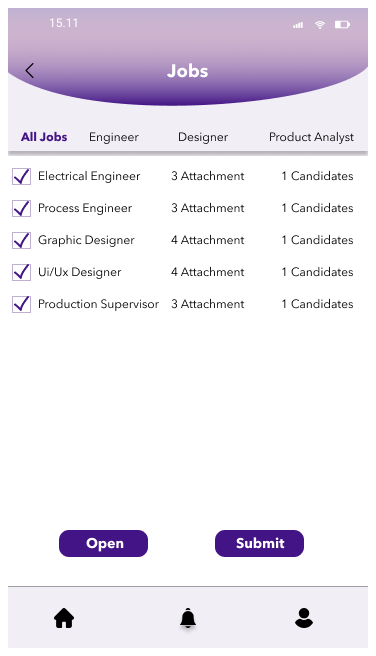 15.11
Jobs
All Jobs Engineer Designer Product Analyst
Electrical Engineer 3 Attachment 1 Candidates
Process Engineer 3 Attachment 1 Candidates
Graphic Designer 4 Attachment 1 Candidates
Ui/Ux Designer 4 Attachment 1 Candidates
Production Supervisor 3 Attachment 1 Candidates
Open Submit